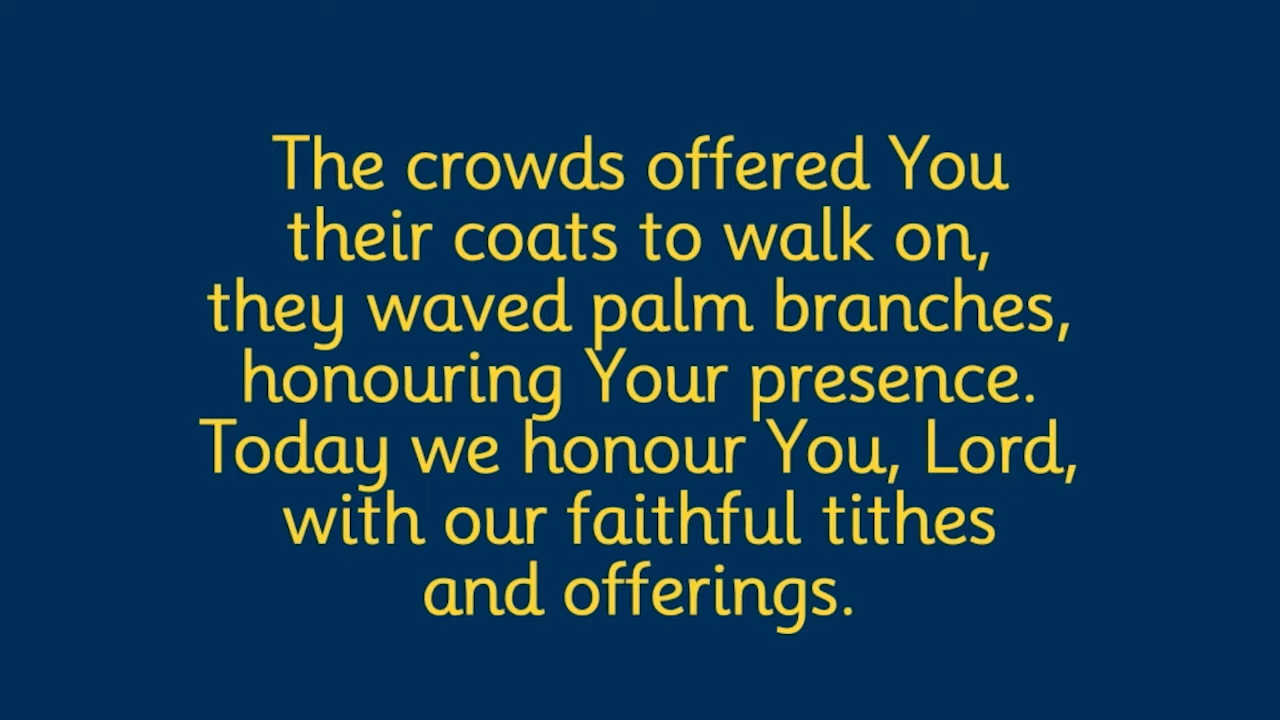 The crowds offered You
their coats to walk on,
they waved palm branches,
honouring Your presence.
Today we honour You, Lord,
with our faithful tithes
and offerings.